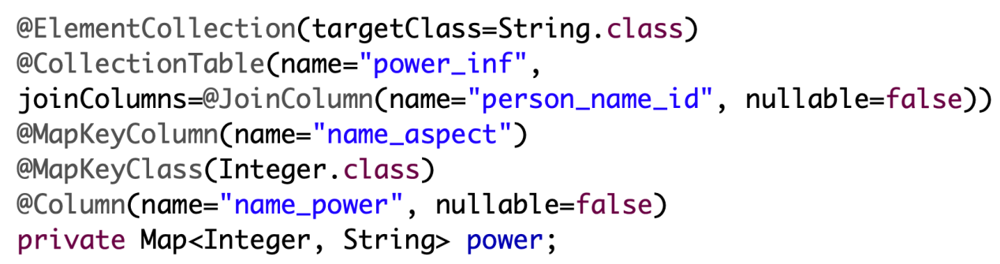 @ElementCollection(targetClass=String.class)
@CollectionTable(name="power_inf",
joinColumns=@JoinColumn(name="person_name_id", nullable=false))
@MapKeyColumn(name="name_aspect")
@MapKeyClass(Integer.class)
@Column(name="name_power", nullable=false)
private Map<Integer, String> power;